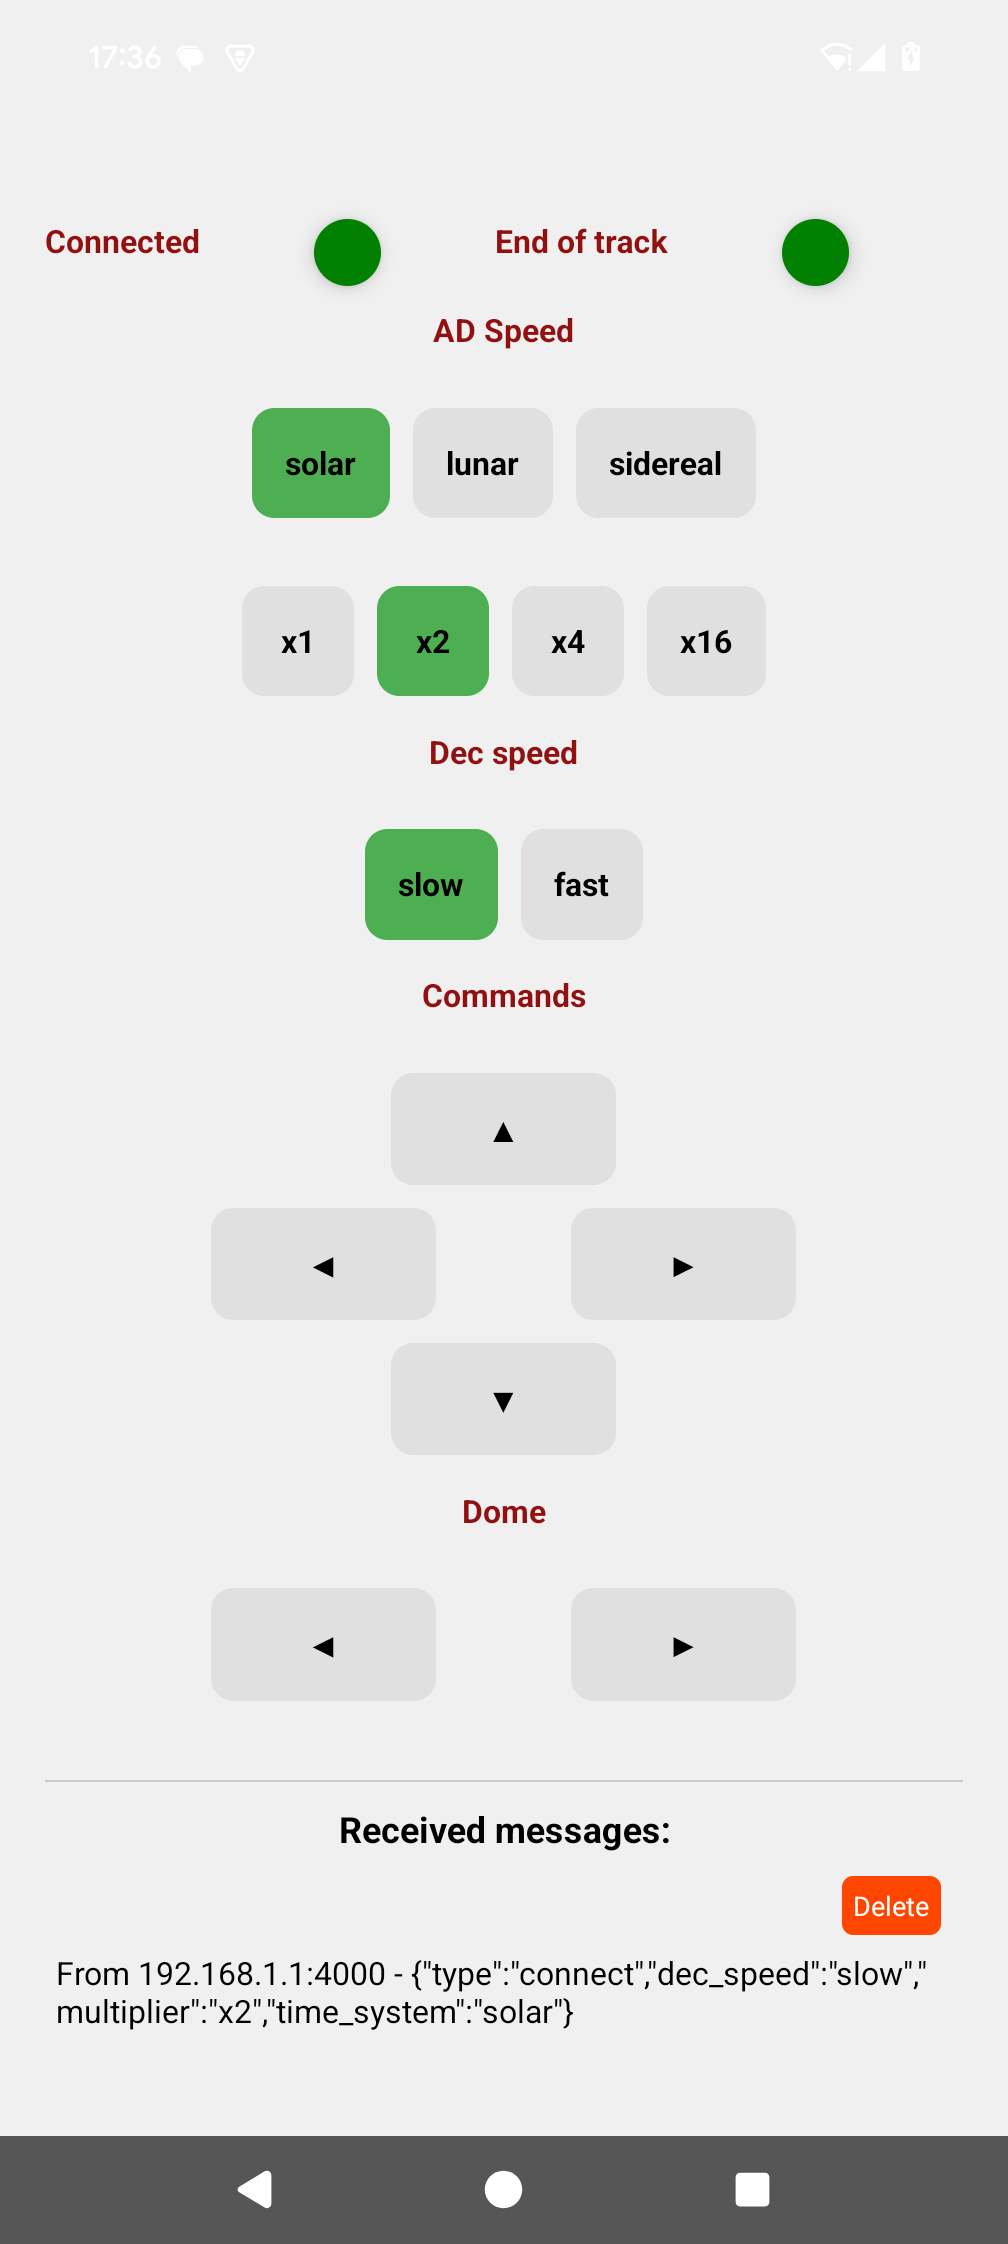 17:36
Connected End of track
AD Speed
solar lunar sidereal
x1 x2 x4 x16
Dec speed
slow fast
Commands
▲
◄ ►
▼
Dome
◄ ►
Received messages:
Delete
From 192.168.1.1:4000 - {"type":"connect","dec_speed":"slow","
multiplier":"x2","time_system":"solar"}